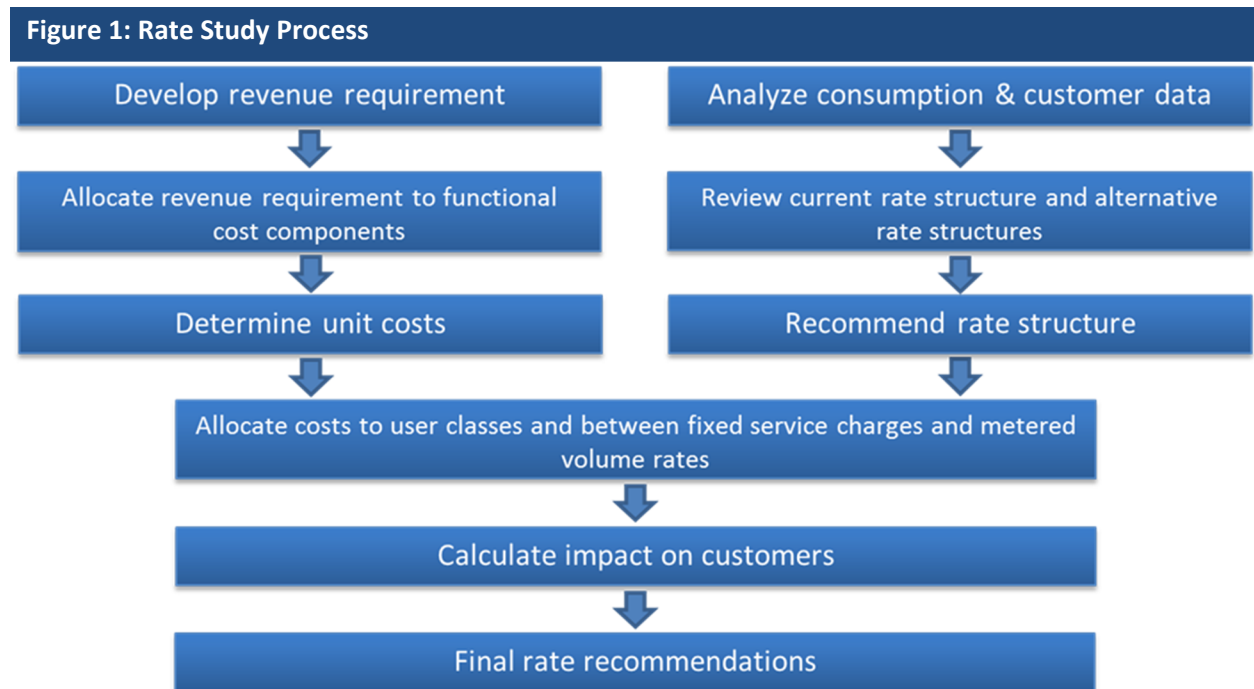 Figure 1: Rate Study Process
Develop revenue requirement
Allocate revenue requirement to functional
cost components
Determine unit costs
Analyze consumption & customer data
Review current rate structure and alternative
rate structures
Recommend rate structure
Allocate costs to user classes and between fixed service charges and metered
volume rates
Calculate impact on customers
Final rate recommendations